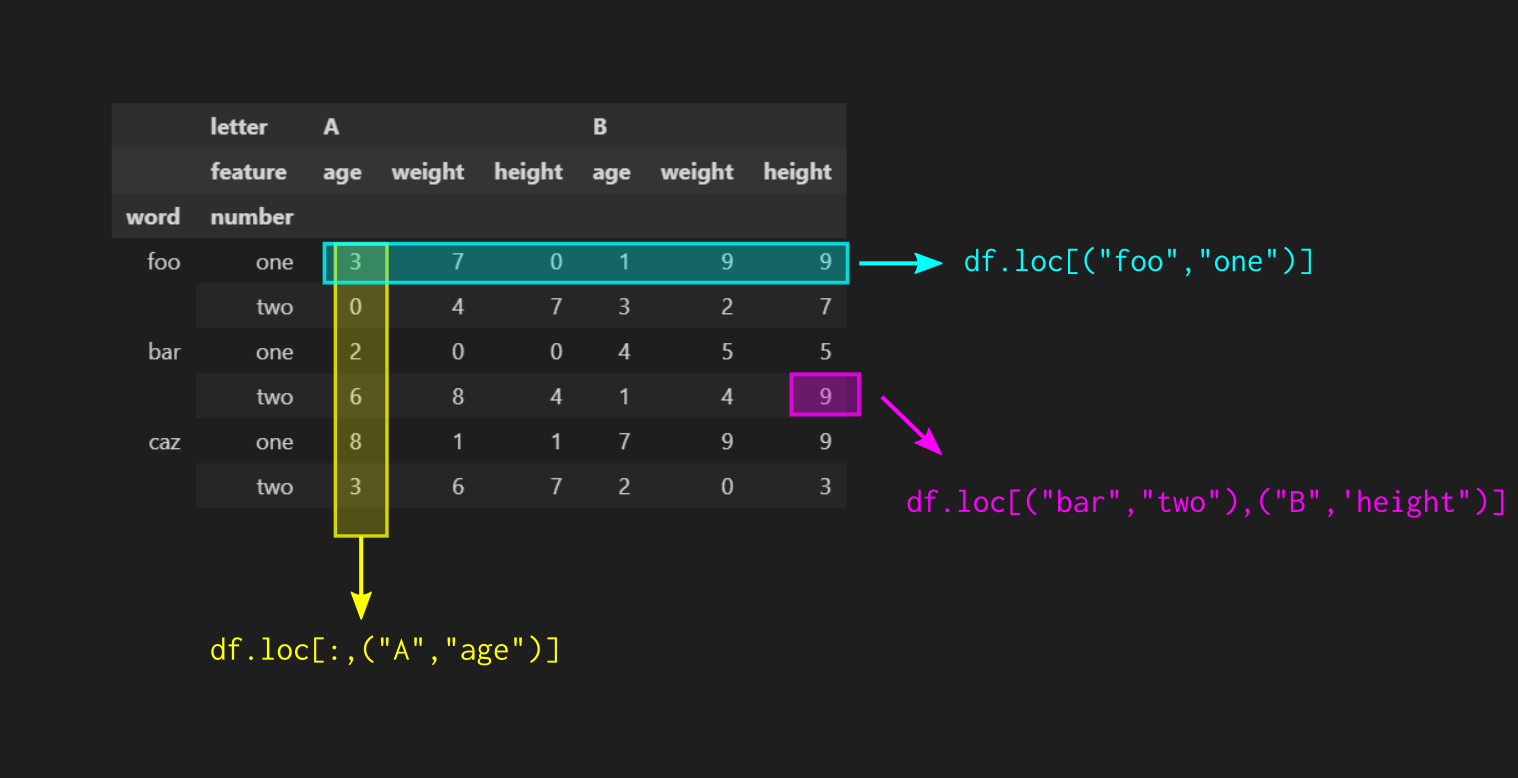 letter A B
feature age weight height age weight height
word number
foo one 3 7 0 1 9 9
df.loc[("foo","one")]
two 0 4 7 3 2 7
bar one 2 0 0 4 5 5
two 6 8 4 1 4 9
caz one 8 1 1 7 9 9
two 3 6 7 2 0 3
df.loc[("bar","two"),("B",'height")]
df.loc[:,("A","age")]